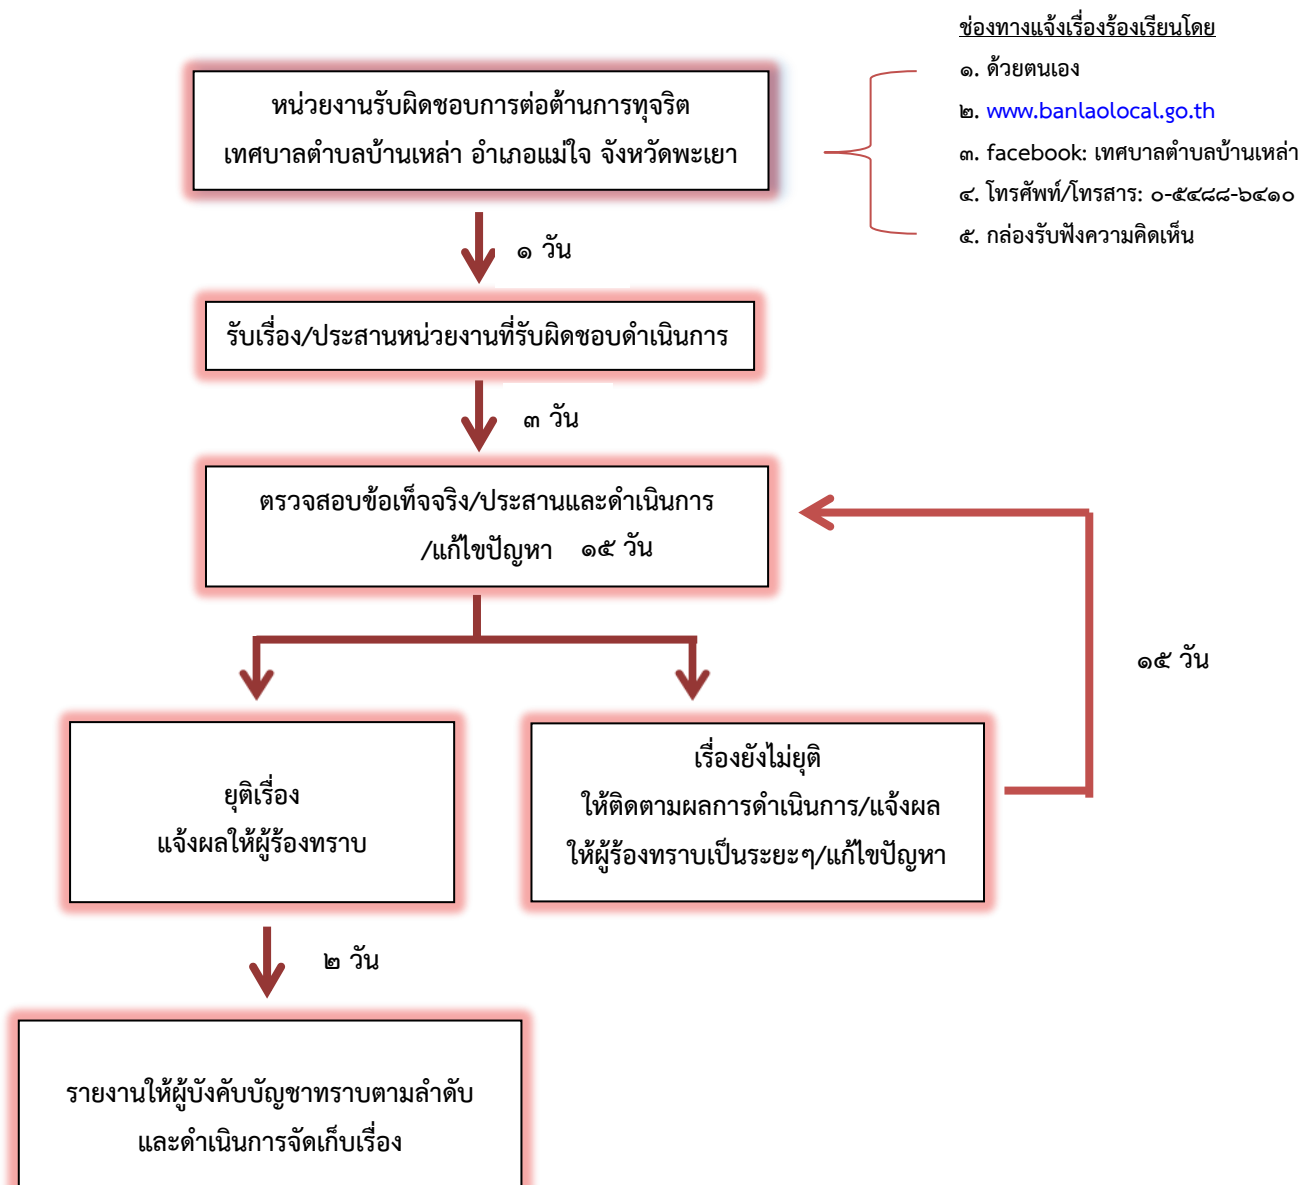 ช่องทางแจ้งเรื่องร้องเรียนโดย
๑. ด้วยตนเอง
๒. www.banlaolocal.go.th
๓. facebook: เทศบาลตำบลบ้านเหล่า
๔. โทรศัพท์/โทรสาร: ๐-๕๔๘๘-๖๔๑๐
๕. กล่องรับฟังความคิดเห็น
หน่วยงานรับผิดชอบการต่อต้านการทุจริต
เทศบาลตำบลบ้านเหล่า อำเภอแม่ใจ จังหวัดพะเยา
๑ วัน
รับเรื่อง/ประสานหน่วยงานที่รับผิดชอบดำเนินการ
๓ วัน
ตรวจสอบข้อเท็จจริง/ประสานและดำเนินการ
/แก้ไขปัญหา ๑๕ วัน
๑๕ วัน
ยุติเรื่อง
แจ้งผลให้ผู้ร้องทราบ
เรื่องยังไม่ยุติ
ให้ติดตามผลการดำเนินการ/แจ้งผล
ให้ผู้ร้องทราบเป็นระยะๆ/แก้ไขปัญหา
๒ วัน
รายงานให้ผู้บังคับบัญชาทราบตามลำดับ
และดำเนินการจัดเก็บเรื่อง